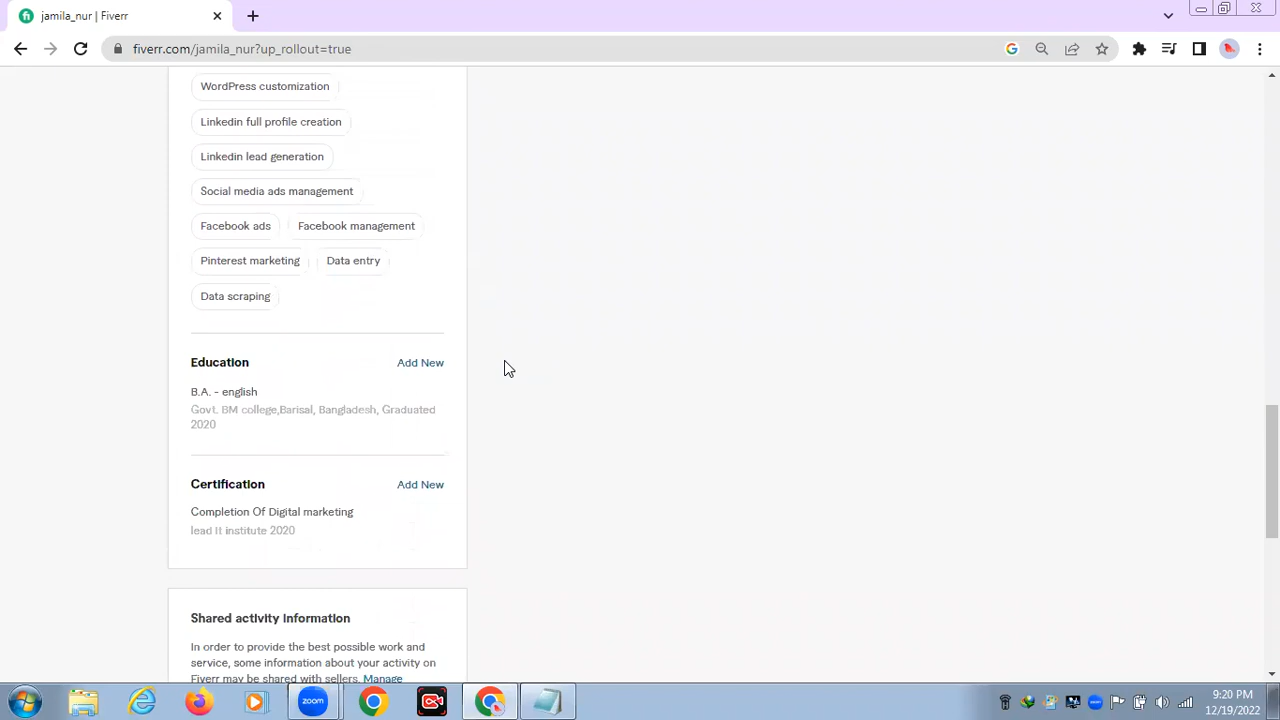 jamila_nur | Fiverr
fiverr.com/jamila_nur?up_rollout=true
WordPress customization
Linkedin full profile creation
Linkedin lead generation
Social media ads management
Facebook ads Facebook management
Pinterest marketing Data entry
Data scraping
Education Add New
B.A. - english
Govt. BM college,Barisal, Bangladesh, Graduated
2020
Certification Add New
Completion Of Digital marketing
lead It institute 2020
Shared activity information
In order to provide the best possible work and
service, some information about your activity on
Fiverr may be shared with sellers. Manage
zoom
9:20 PM
12/19/2022